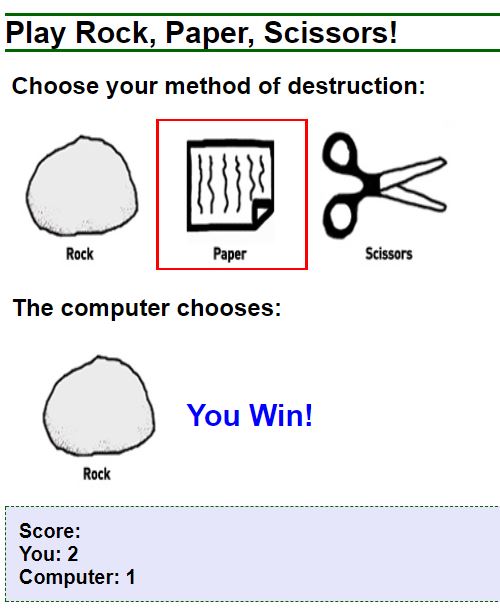 Play Rock, Paper, Scissors!
Choose your method of destruction:
Rock
Paper
Scissors
The computer chooses:
You Win!
Rock
Score:
You: 2
Computer: 1